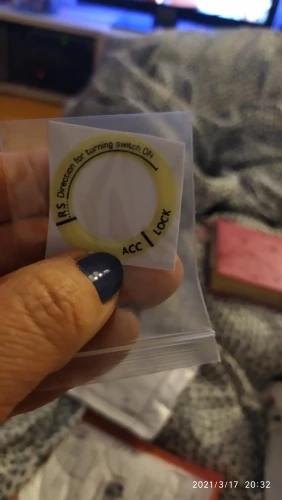 R.S. Direction for turning switch ON
ACC
LOCK
2021/3/17 20:32